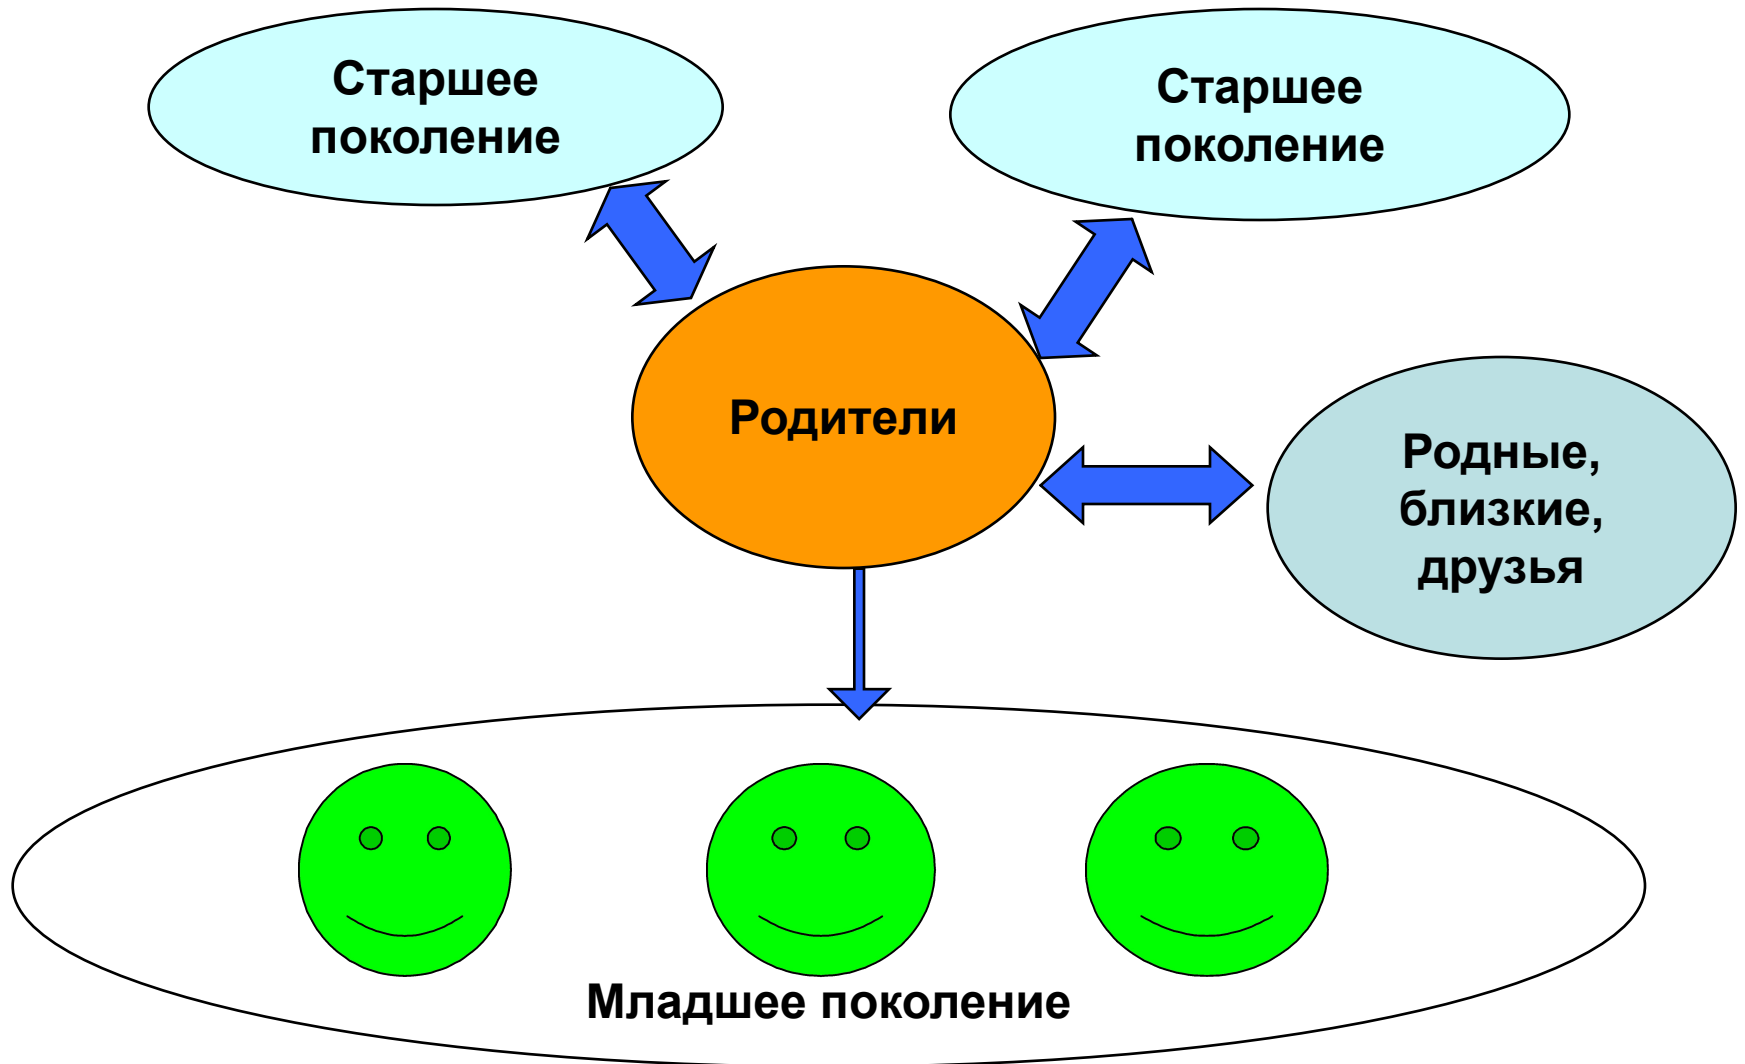 Старшее
поколение
Старшее
поколение
Родители
Родные,
близкие,
друзья
Младшее поколение